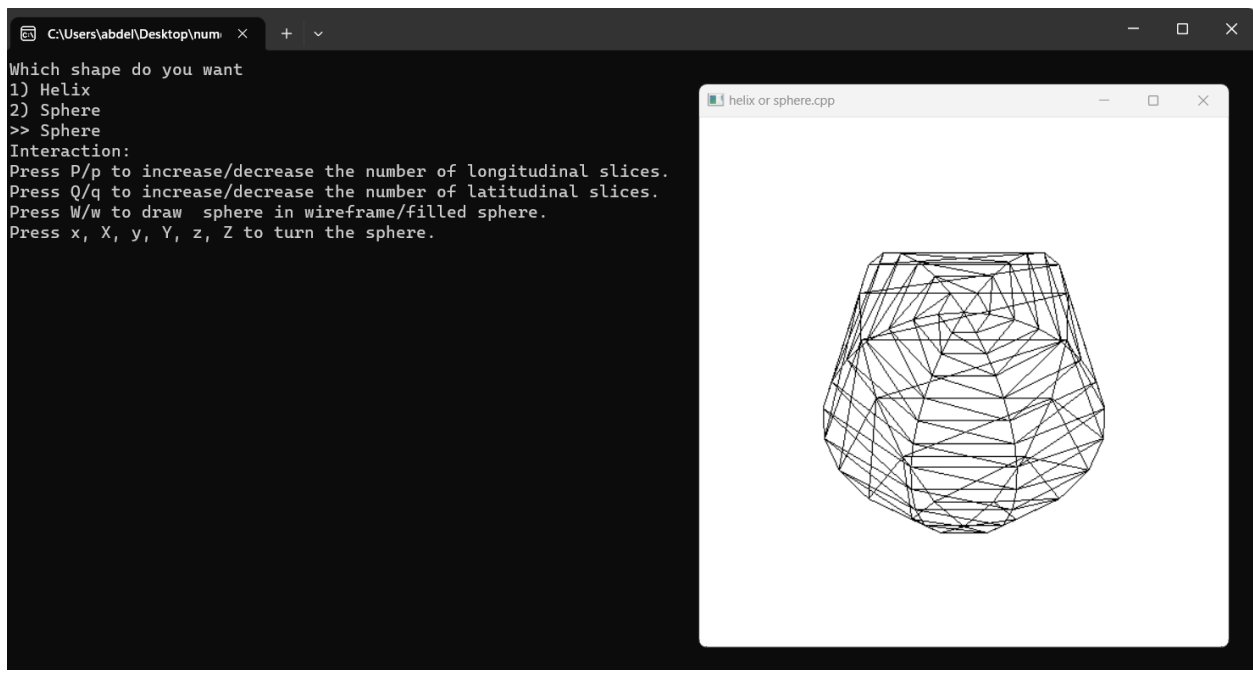 C:\Users\abdel\Desktop\num
Which shape do you want
1) Helix
2) Sphere
>> Sphere
Interaction:
Press P/p to increase/decrease the number of longitudinal slices.
Press Q/q to increase/decrease the number of latitudinal slices.
Press W/w to draw  sphere in wireframe/filled sphere.
Press x, X, y, Y, z, Z to turn the sphere.
helix or sphere.cpp